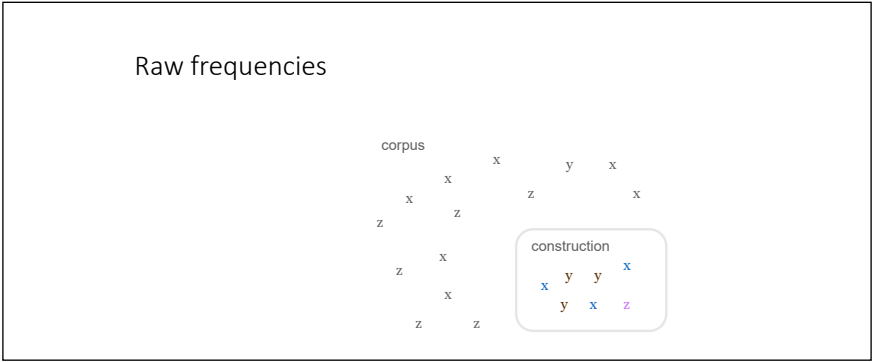 Raw frequencies
corpus
x y x
x z x
x z
z
x construction
z y y x
x x
y x z
z z